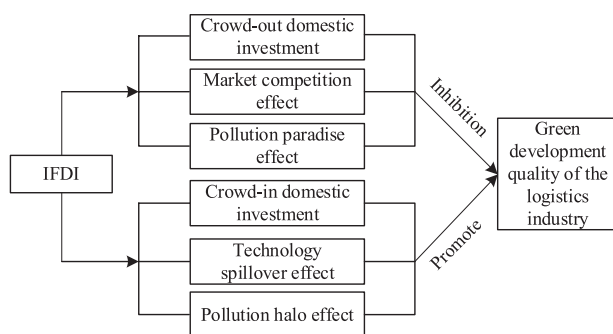 Crowd-out domestic
investment
Market competition
effect
Pollution paradise
effect
Inhibition
IFDI
Green
development
quality of the
logistics
industry
Crowd-in domestic
investment
Technology
spillover effect
Promote
Pollution halo effect